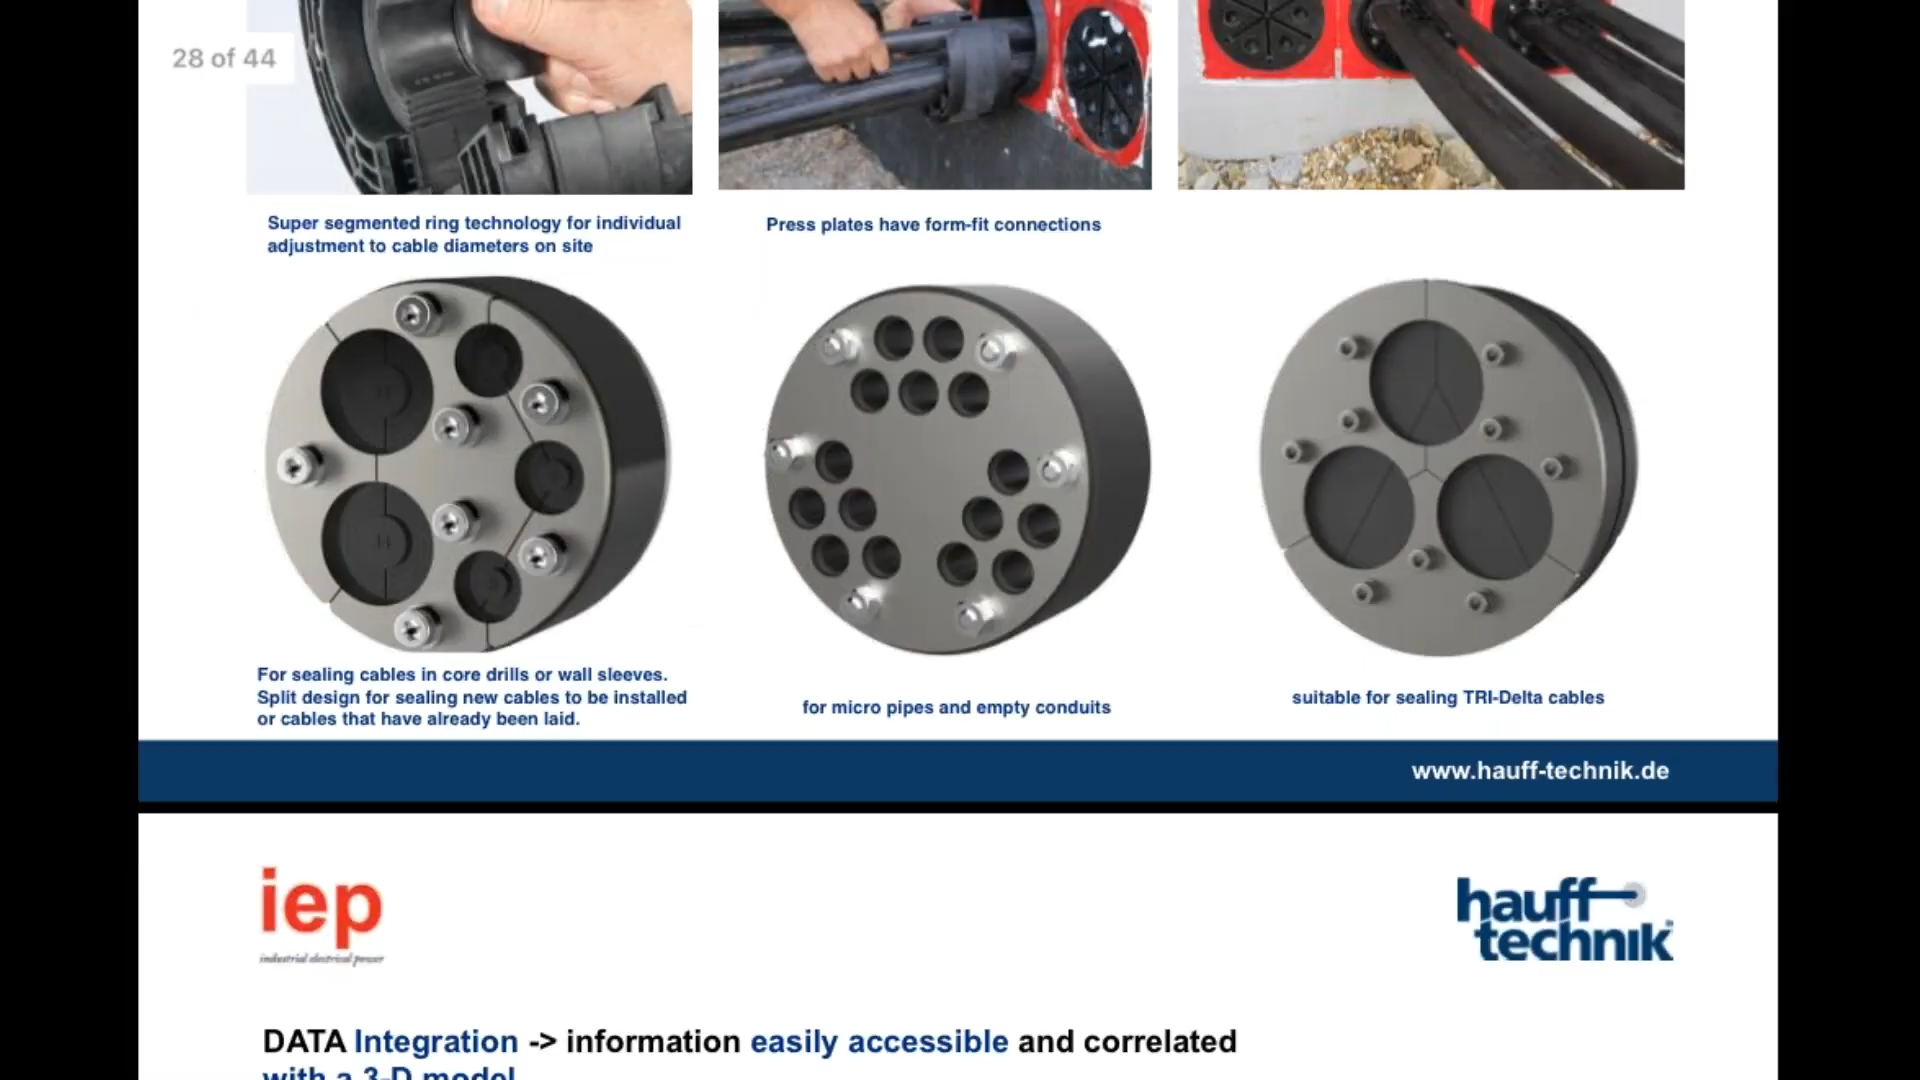 28 of 44
Super segmented ring technology for individual
adjustment to cable diameters on site
Press plates have form-fit connections
For sealing cables in core drills or wall sleeves.
Split design for sealing new cables to be installed
or cables that have already been laid.
for micro pipes and empty conduits
suitable for sealing TRI-Delta cables
www.hauff-technik.de
iep
industrial electrical power
hauff
technik
DATA Integration -> information easily accessible and correlated
with a 3-D model